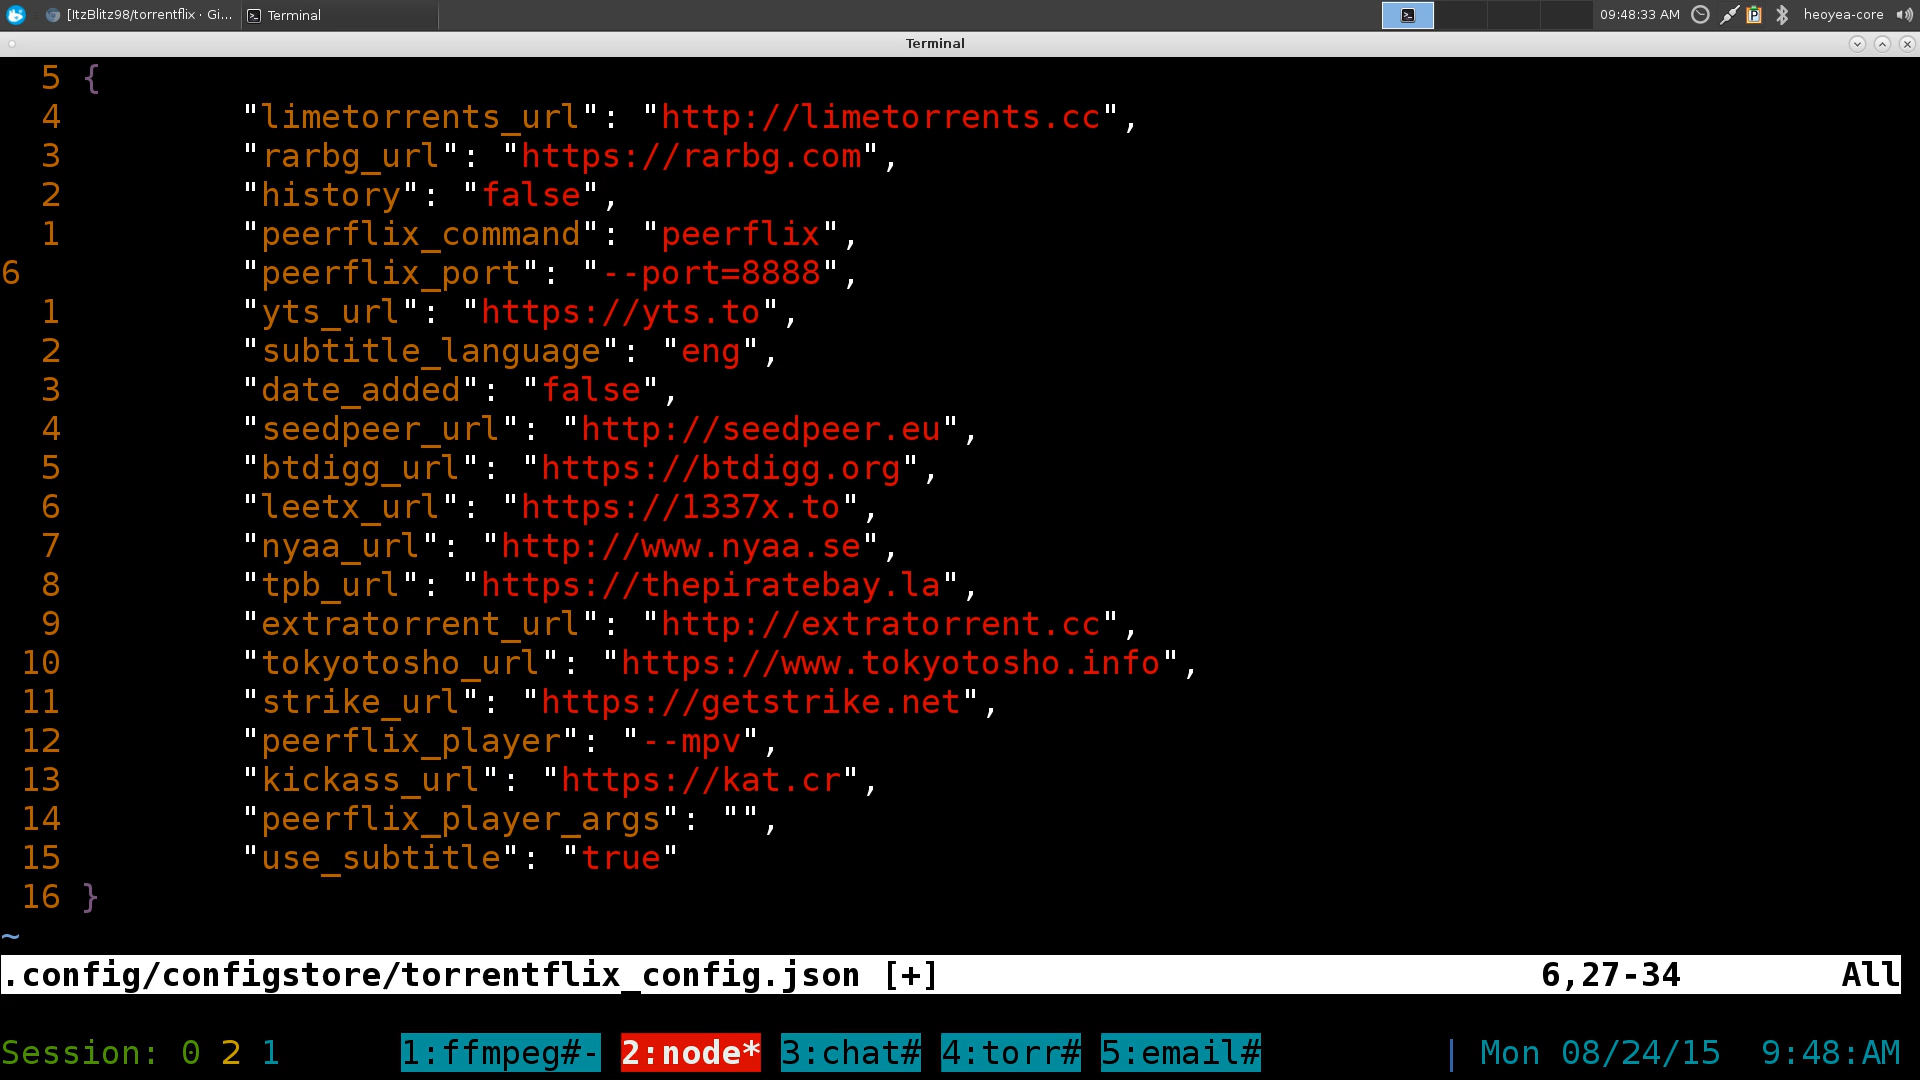 [ItzBlitz98/torrentflix · Gi... Terminal 09:48:33 AM heoyea-core
Terminal
5 {
4 "limetorrents_url": "http://limetorrents.cc",
3 "rarbg_url": "https://rarbg.com",
2 "history": "false",
1 "peerflix_command": "peerflix",
6 "peerflix_port": "--port=8888",
1 "yts_url": "https://yts.to",
2 "subtitle_language": "eng",
3 "date_added": "false",
4 "seedpeer_url": "http://seedpeer.eu",
5 "btdigg_url": "https://btdigg.org",
6 "leetx_url": "https://1337x.to",
7 "nyaa_url": "http://www.nyaa.se",
8 "tpb_url": "https://thepiratebay.la",
9 "extratorrent_url": "http://extratorrent.cc",
10 "tokyotosho_url": "https://www.tokyotosho.info",
11 "strike_url": "https://getstrike.net",
12 "peerflix_player": "--mpv",
13 "kickass_url": "https://kat.cr",
14 "peerflix_player_args": "",
15 "use_subtitle": "true"
16 }
~
.config/configstore/torrentflix_config.json [+] 6,27-34 All
Session: 0 2 1 1:ffmpeg#- 2:node* 3:chat# 4:torr# 5:email# | Mon 08/24/15 9:48:AM